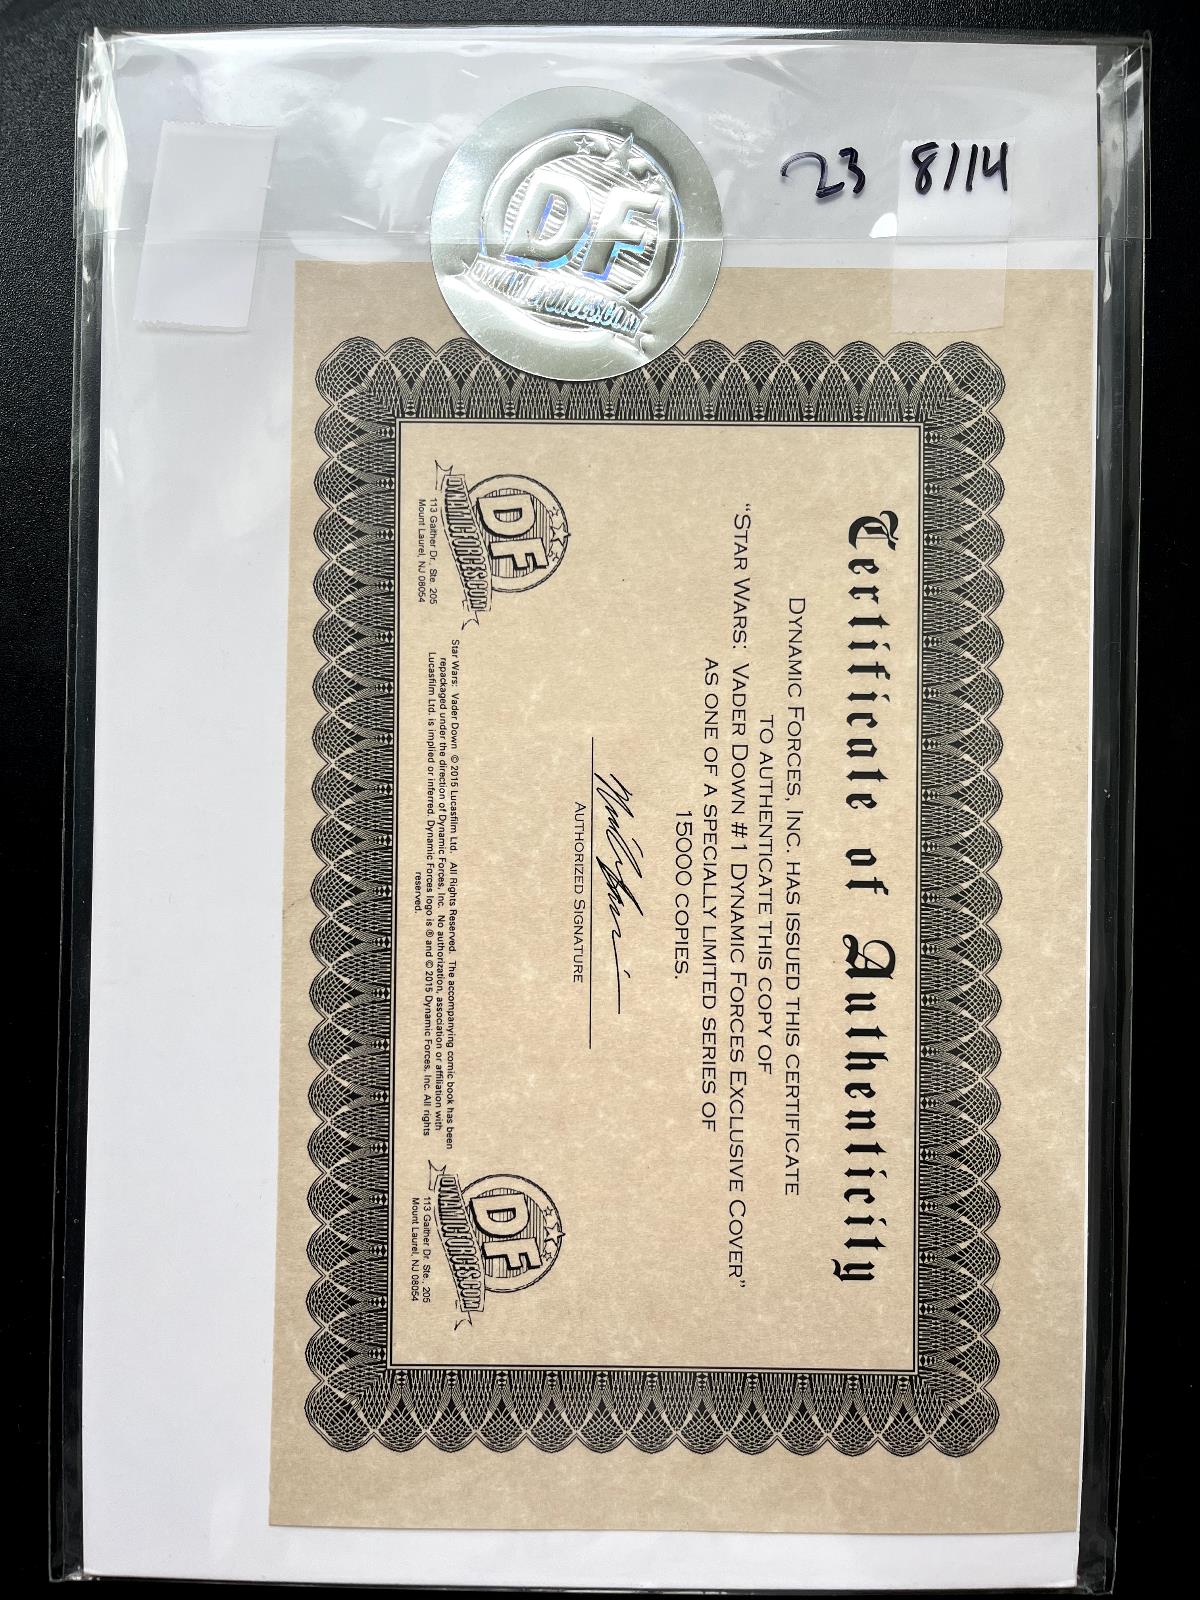 23 8/14
DF
DYNAMICFORCES.COM
Certificate of Authenticity
DYNAMIC FORCES, INC. HAS ISSUED THIS CERTIFICATE
TO AUTHENTICATE THIS COPY OF
“STAR WARS: VADER DOWN #1 DYNAMIC FORCES EXCLUSIVE COVER”
AS ONE OF A SPECIALLY LIMITED SERIES OF
15000 COPIES.
AUTHORIZED SIGNATURE
DF
DYNAMICFORCES.COM
113 Gaither Dr., Ste. 205
Mount Laurel, NJ 08054
Star Wars: Vader Down © 2015 Lucasfilm Ltd. All Rights Reserved. The accompanying comic book has been
repackaged under the direction of Dynamic Forces, Inc. No authorization, association or affiliation with
Lucasfilm Ltd. is implied or inferred. Dynamic Forces logo is ® and © 2015 Dynamic Forces, Inc. All rights
reserved.
DF
DYNAMICFORCES.COM
113 Gaither Dr. Ste., 205
Mount Laurel, NJ 08054